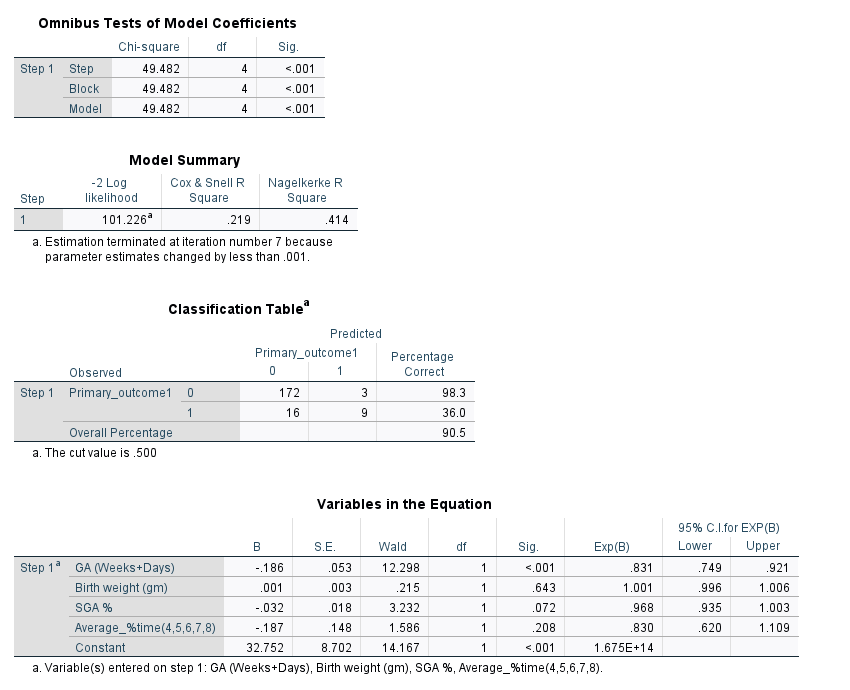 Omnibus Tests of Model Coefficients
Chi-square df Sig.
Step 1 Step 49.482 4 <.001
Block 49.482 4 <.001
Model 49.482 4 <.001
Model Summary
Step -2 Log likelihood Cox & Snell R Square Nagelkerke R Square
1 101.226a .219 .414
a. Estimation terminated at iteration number 7 because
parameter estimates changed by less than .001.
Classification Tablea
Predicted
Primary_outcome1 Percentage Correct
Observed 0 1
Step 1 Primary_outcome1 0 172 3 98.3
1 16 9 36.0
Overall Percentage 90.5
a. The cut value is .500
Variables in the Equation
95% C.I.for EXP(B)
B S.E. Wald df Sig. Exp(B) Lower Upper
Step 1a GA (Weeks+Days) -.186 .053 12.298 1 <.001 .831 .749 .921
Birth weight (gm) .001 .003 .215 1 .643 1.001 .996 1.006
SGA % -.032 .018 3.232 1 .072 .968 .935 1.003
Average_%time(4,5,6,7,8) -.187 .148 1.586 1 .208 .830 .620 1.109
Constant 32.752 8.702 14.167 1 <.001 1.675E+14
a. Variable(s) entered on step 1: GA (Weeks+Days), Birth weight (gm), SGA %, Average_%time(4,5,6,7,8).